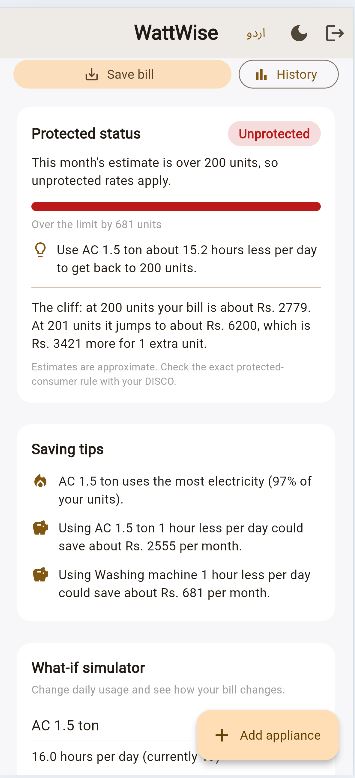 WattWise اردو
Save bill History
Protected status Unprotected
This month's estimate is over 200 units, so
unprotected rates apply.
Over the limit by 681 units
Use AC 1.5 ton about 15.2 hours less per day
to get back to 200 units.
The cliff: at 200 units your bill is about Rs. 2779.
At 201 units it jumps to about Rs. 6200, which is
Rs. 3421 more for 1 extra unit.
Estimates are approximate. Check the exact protected-
consumer rule with your DISCO.
Saving tips
AC 1.5 ton uses the most electricity (97% of
your units).
Using AC 1.5 ton 1 hour less per day could
save about Rs. 2555 per month.
Using Washing machine 1 hour less per day
could save about Rs. 681 per month.
What-if simulator
Change daily usage and see how your bill changes.
AC 1.5 ton
Add appliance
16.0 hours per day (currently